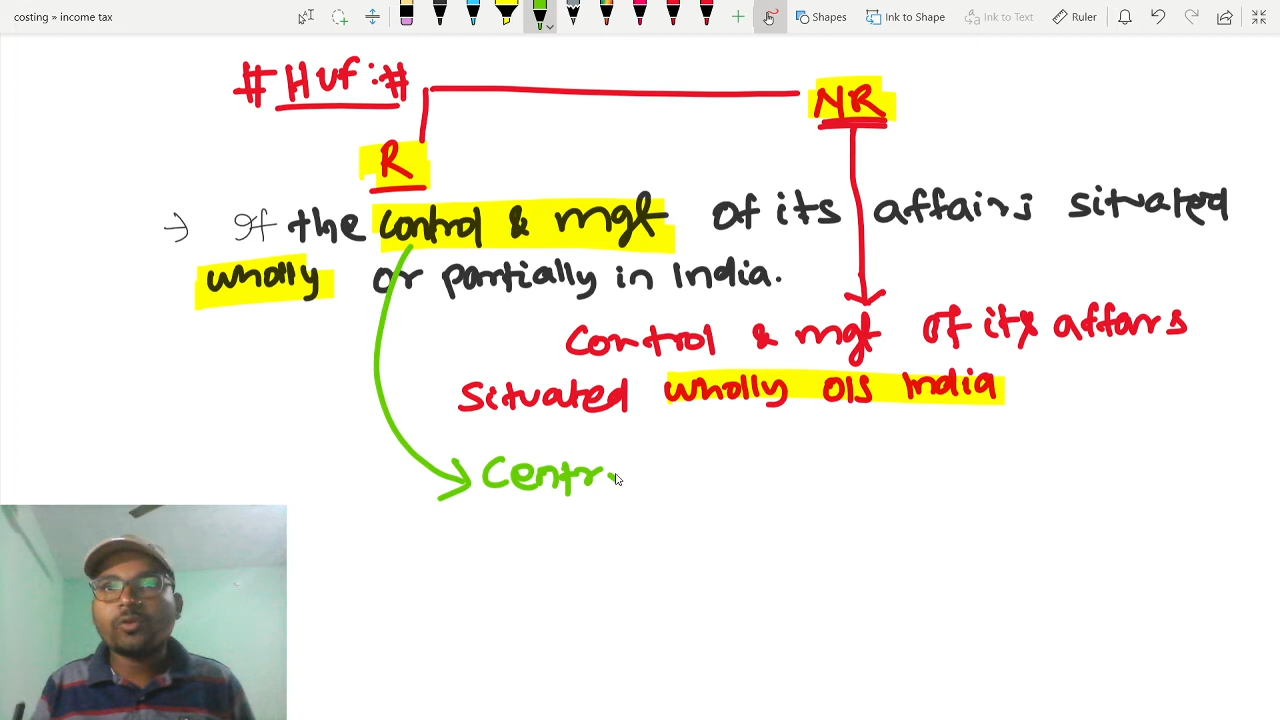 costing » income tax
Shapes
Ink to Shape
Ink to Text
Ruler
# Huf : #
NR
R
→ If the control & mgt of its affairs situated
wholly or partially in India.
control & mgt of its affars
situated wholly O/S India
Centr